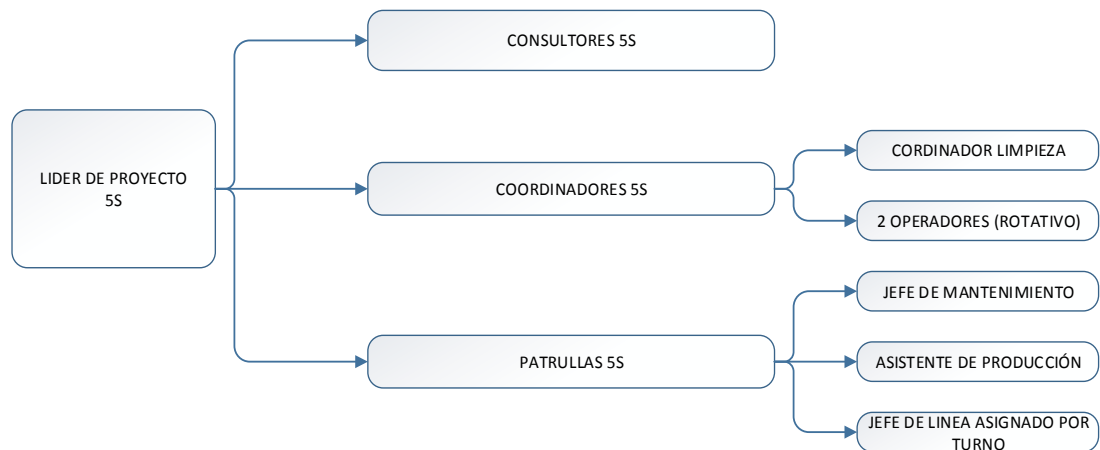 CONSULTORES 5S
LIDER DE PROYECTO
5S
COORDINADORES 5S
CORDINADOR LIMPIEZA
2 OPERADORES (ROTATIVO)
PATRULLAS 5S
JEFE DE MANTENIMIENTO
ASISTENTE DE PRODUCCIÓN
JEFE DE LINEA ASIGNADO POR
TURNO